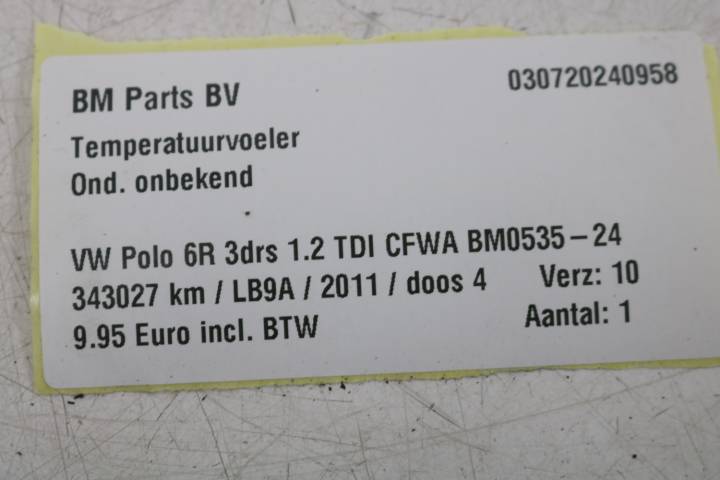 BM Parts BV 030720240958
Temperatuurvoeler
Ond. onbekend
VW Polo 6R 3drs 1.2 TDI CFWA BM0535-24
343027 km / LB9A / 2011 / doos 4 Verz: 10
9.95 Euro incl. BTW Aantal: 1